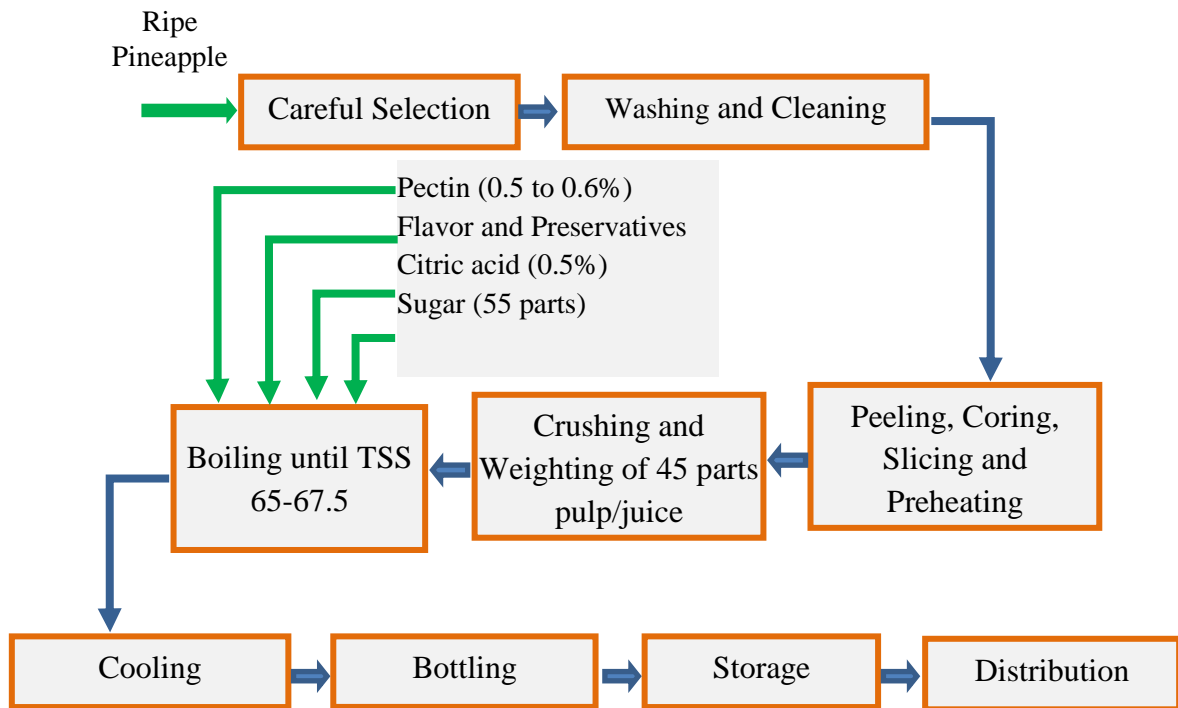 Ripe
Pineapple
Careful Selection
Washing and Cleaning
Pectin (0.5 to 0.6%)
Flavor and Preservatives
Citric acid (0.5%)
Sugar (55 parts)
Peeling, Coring,
Slicing and
Preheating
Crushing and
Weighting of 45 parts
pulp/juice
Boiling until TSS
65-67.5
Cooling
Bottling
Storage
Distribution